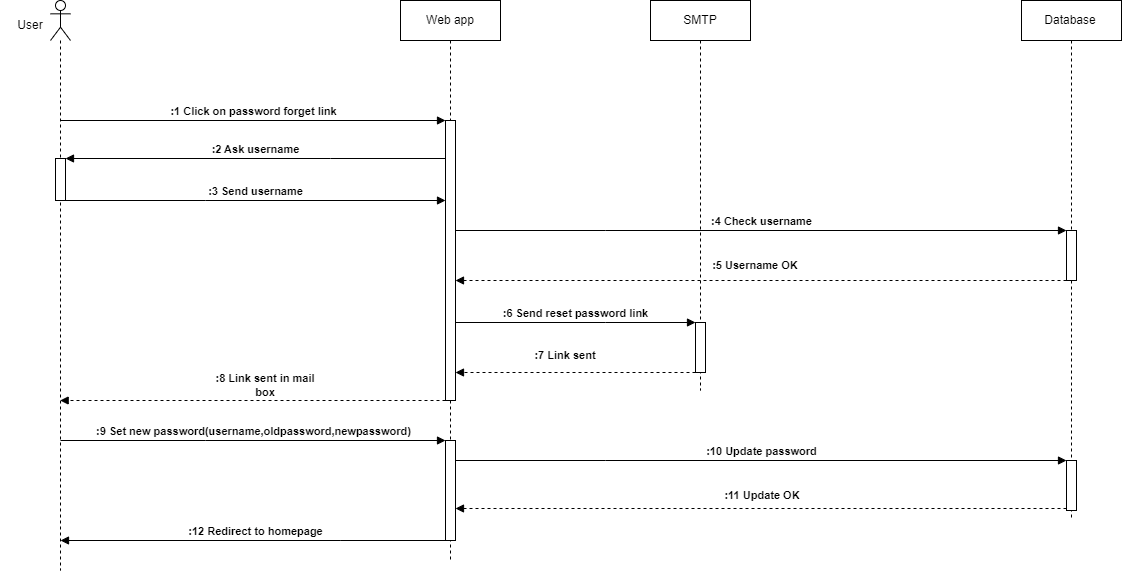 User
Web app
SMTP
Database
:1 Click on password forget link
:2 Ask username
:3 Send username
:4 Check username
:5 Username OK
:6 Send reset password link
:7 Link sent
:8 Link sent in mail
box
:9 Set new password(username,oldpassword,newpassword)
:10 Update password
:11 Update OK
:12 Redirect to homepage